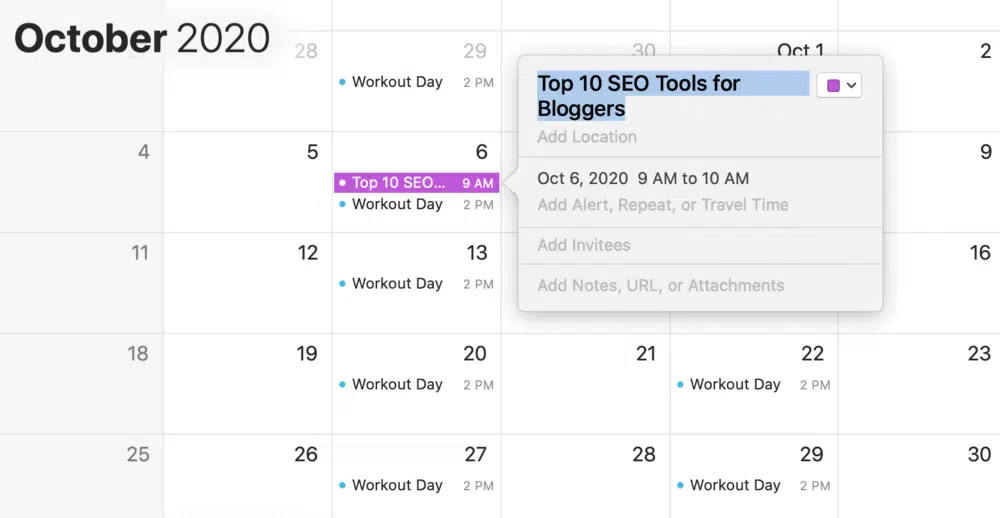 October 2020
28
29
30
Oct 1
2
Workout Day 2 PM
Top 10 SEO Tools for
Bloggers
Add Location
Oct 6, 2020 9 AM to 10 AM
Add Alert, Repeat, or Travel Time
Add Invitees
Add Notes, URL, or Attachments
4
5
6
9
Top 10 SEO... 9 AM
Workout Day 2 PM
11
12
13
16
Workout Day 2 PM
18
19
20
21
22
23
Workout Day 2 PM
Workout Day 2 PM
25
26
27
28
29
30
Workout Day 2 PM
Workout Day 2 PM